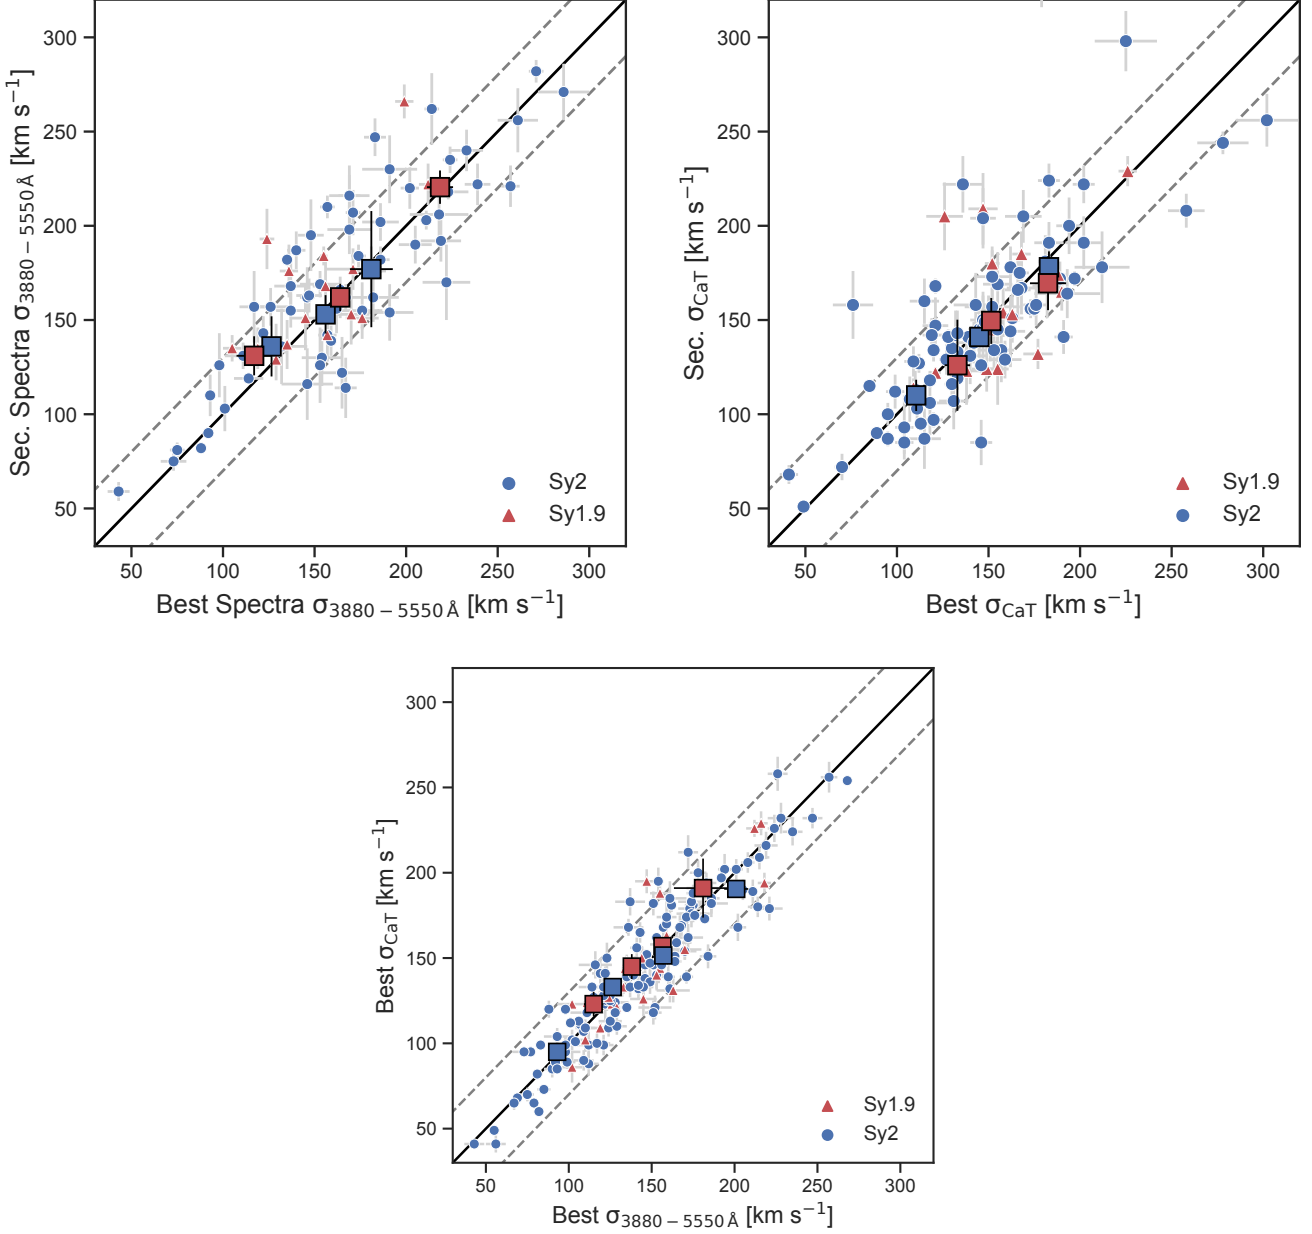 Sec. Spectra σ3880 − 5550 Å [km s−1]
300
250
200
150
100
50
Sy2
Sy1.9
50 100 150 200 250 300
Best Spectra σ3880 − 5550 Å [km s−1]
Sec. σCaT [km s−1]
300
250
200
150
100
50
Sy1.9
Sy2
50 100 150 200 250 300
Best σCaT [km s−1]
Best σCaT [km s−1]
300
250
200
150
100
50
Sy1.9
Sy2
50 100 150 200 250 300
Best σ3880 − 5550 Å [km s−1]